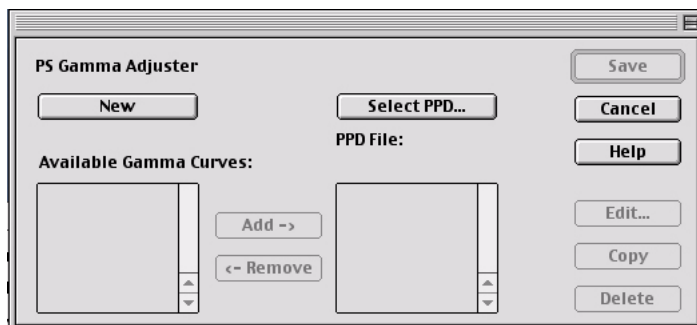 PS Gamma Adjuster
Save
New
Select PPD...
Cancel
PPD File:
Help
Available Gamma Curves:
Add ->
Edit...
<- Remove
Copy
Delete